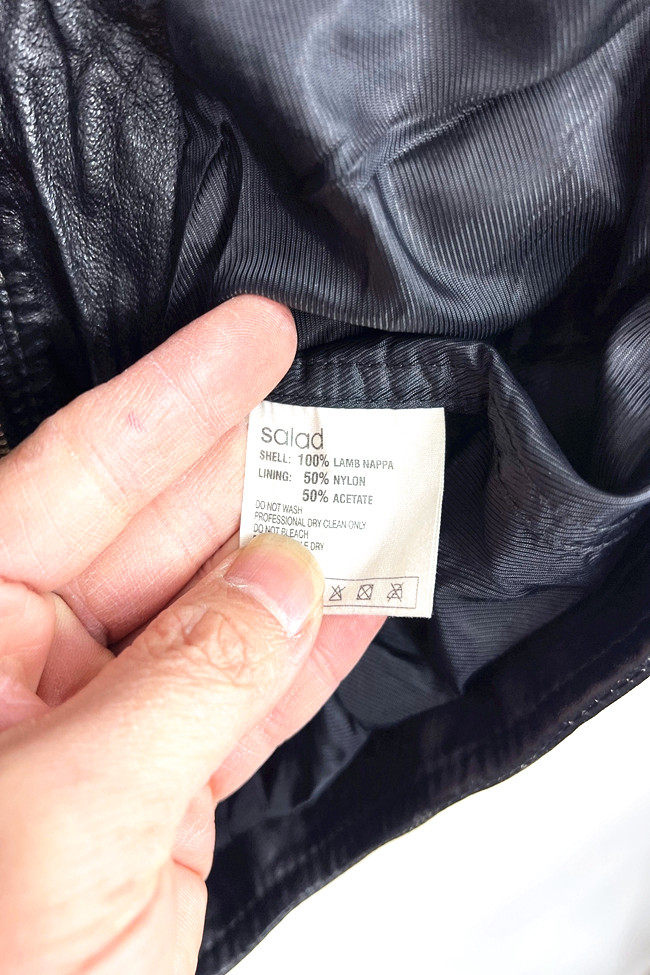 salad
SHELL: 100% LAMB NAPPA
LINING: 50% NYLON
50% ACETATE
DO NOT WASH
PROFESSIONAL DRY CLEAN ONLY
DO NOT BLEACH
DRY